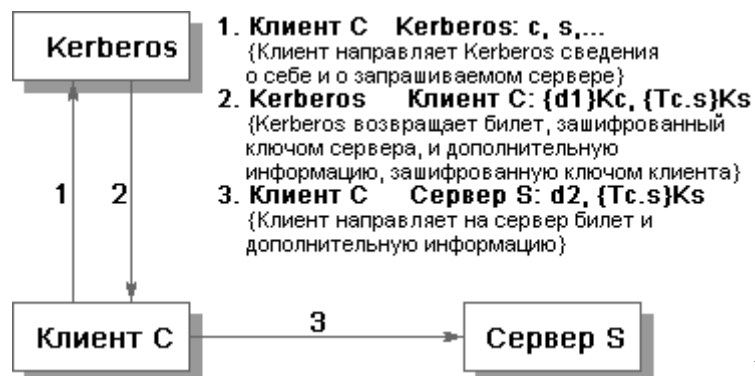 Kerberos
1. Клиент C Kerberos: c, s,...
{Клиент направляет Kerberos сведения
о себе и о запрашиваемом сервере}
2. Kerberos Клиент C: {d1}Kc, {Tc.s}Ks
{Kerberos возвращает билет, зашифрованный
ключом сервера, и дополнительную
информацию, зашифрованную ключом клиента}
3. Клиент C Сервер S: d2, {Tc.s}Ks
{Клиент направляет на сервер билет и
дополнительную информацию}
1
2
Клиент C
3
Сервер S